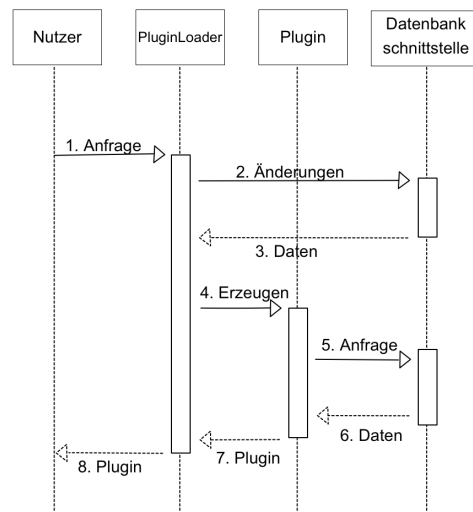 Nutzer
PluginLoader
Plugin
Datenbank
schnittstelle
1. Anfrage
2. Änderungen
3. Daten
4. Erzeugen
5. Anfrage
6. Daten
7. Plugin
8. Plugin